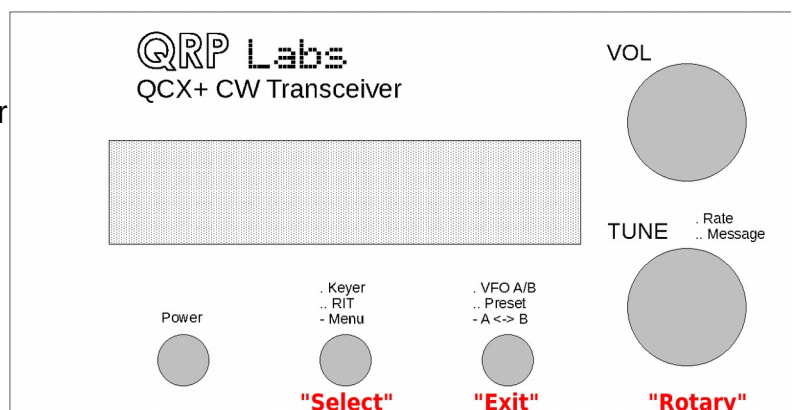 QRP Labs
QCX+ CW Transceiver
r
VOL
TUNE
. Rate
.. Message
Power
. Keyer
.. RIT
- Menu
. VFO A/B
.. Preset
- A <-> B
"Select"
"Exit"
"Rotary"